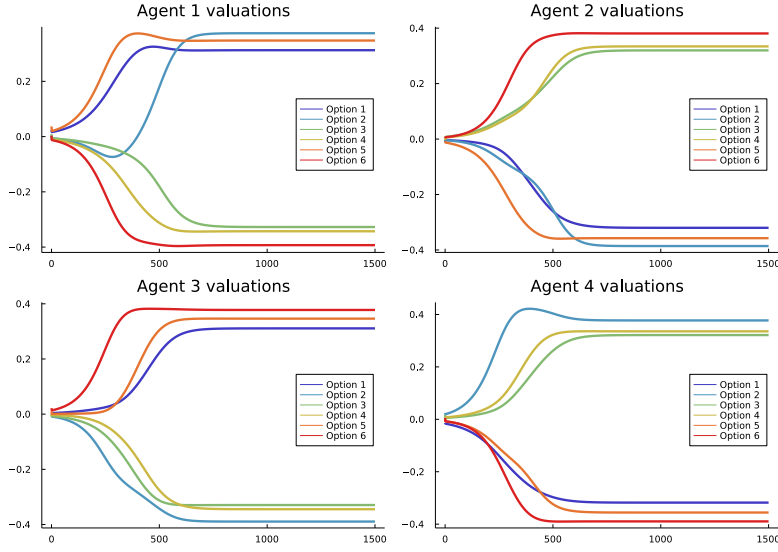 Agent 1 valuations
0.2
0.0
−0.2
−0.4
0
500
1000
1500
Option 1
Option 2
Option 3
Option 4
Option 5
Option 6
Agent 2 valuations
0.4
0.2
0.0
−0.2
−0.4
0
500
1000
1500
Option 1
Option 2
Option 3
Option 4
Option 5
Option 6
Agent 3 valuations
0.4
0.2
0.0
−0.2
−0.4
0
500
1000
1500
Option 1
Option 2
Option 3
Option 4
Option 5
Option 6
Agent 4 valuations
0.4
0.2
0.0
−0.2
−0.4
0
500
1000
1500
Option 1
Option 2
Option 3
Option 4
Option 5
Option 6